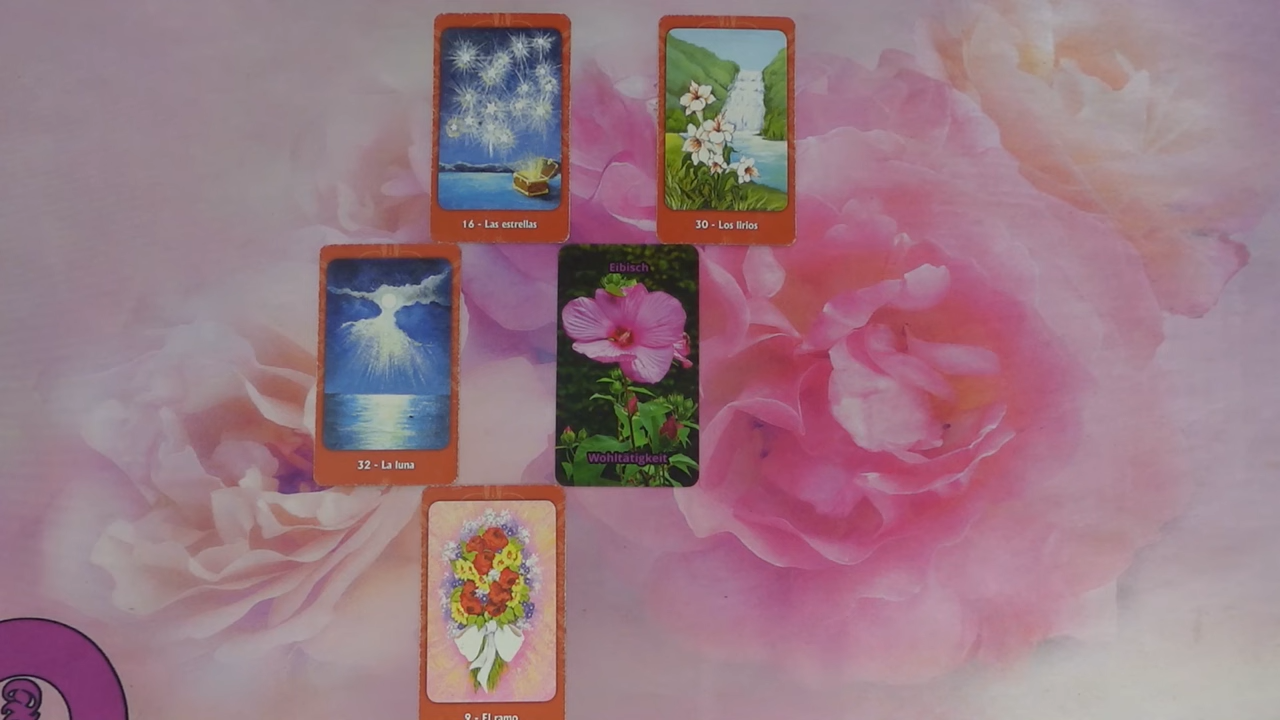 16 - Las estrellas
30 - Los lirios
Eibisch
Wohltätigkeit
32 - La luna
9 - El ramo